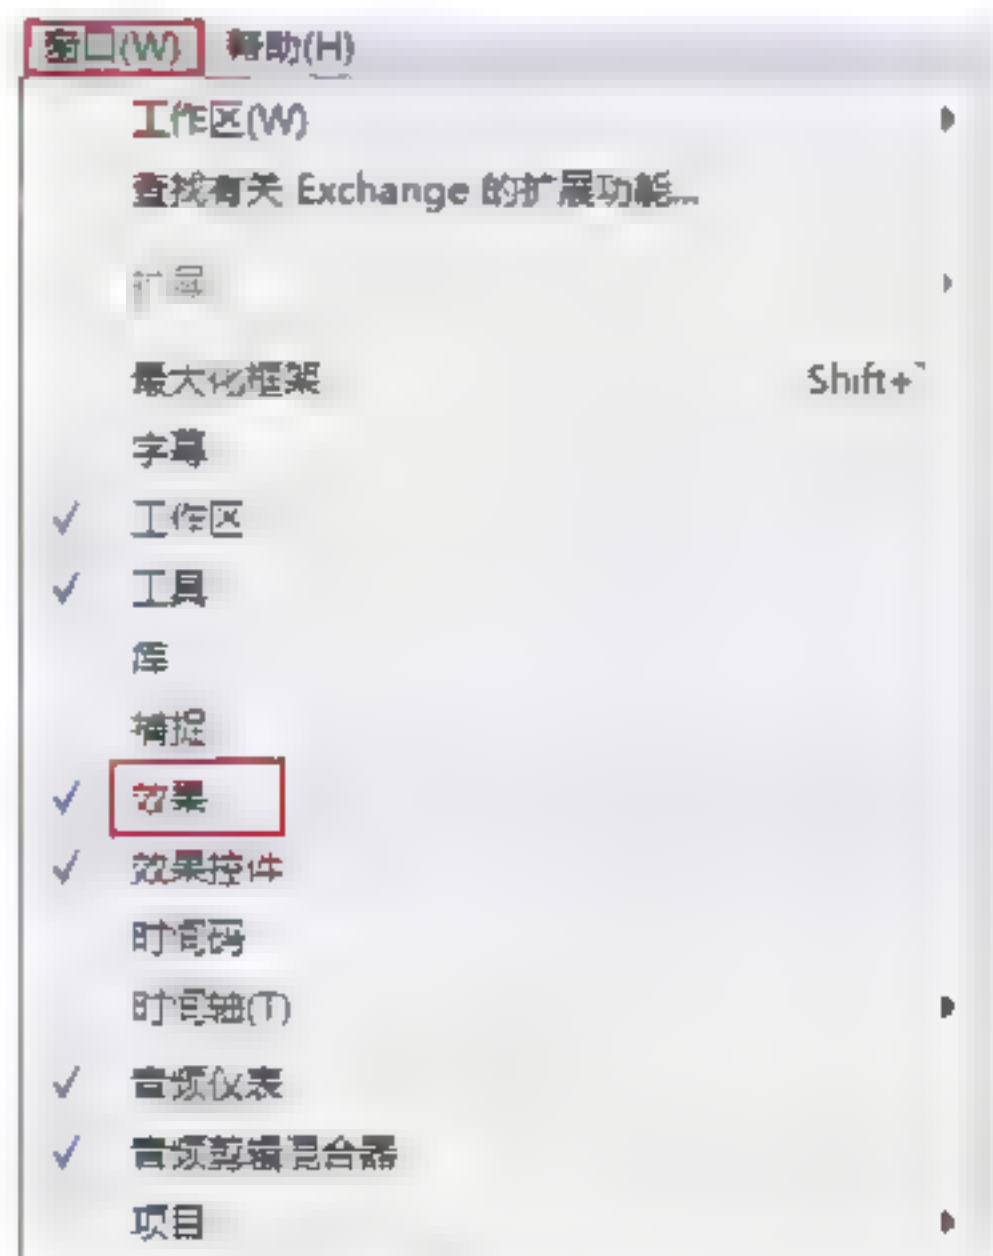 窗口(W) 帮助(H)
工作区(W)
查找有关 Exchange 的扩展功能...
扩展
最大化框架 Shift+`
字幕
工作区
工具
库
捕捉
效果
效果控件
时间码
时间轴(T)
音频仪表
音频剪辑混合器
项目